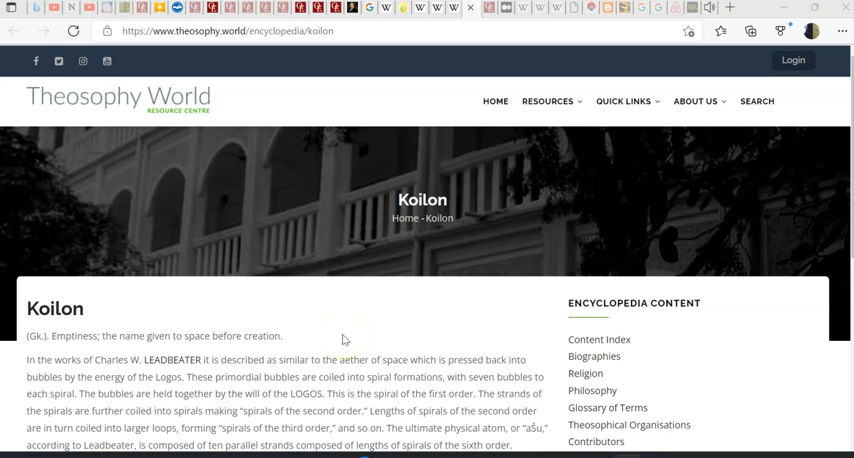 https://www.theosophy.world/encyclopedia/koilon
Login
Theosophy World
RESOURCE CENTRE
HOME RESOURCES QUICK LINKS ABOUT US SEARCH
Koilon
Home - Koilon
Koilon
(Gk.). Emptiness; the name given to space before creation.
In the works of Charles W. LEADBEATER it is described as similar to the aether of space which is pressed back into
bubbles by the energy of the Logos. These primordial bubbles are coiled into spiral formations, with seven bubbles to
each spiral. The bubbles are held together by the will of the LOGOS. This is the spiral of the first order. The strands of
the spirals are further coiled into spirals making “spirals of the second order.” Lengths of spirals of the second order
are in turn coiled into larger loops, forming “spirals of the third order,” and so on. The ultimate physical atom, or “aŠu,”
according to Leadbeater, is composed of ten parallel strands composed of lengths of spirals of the sixth order.
ENCYCLOPEDIA CONTENT
Content Index
Biographies
Religion
Philosophy
Glossary of Terms
Theosophical Organisations
Contributors